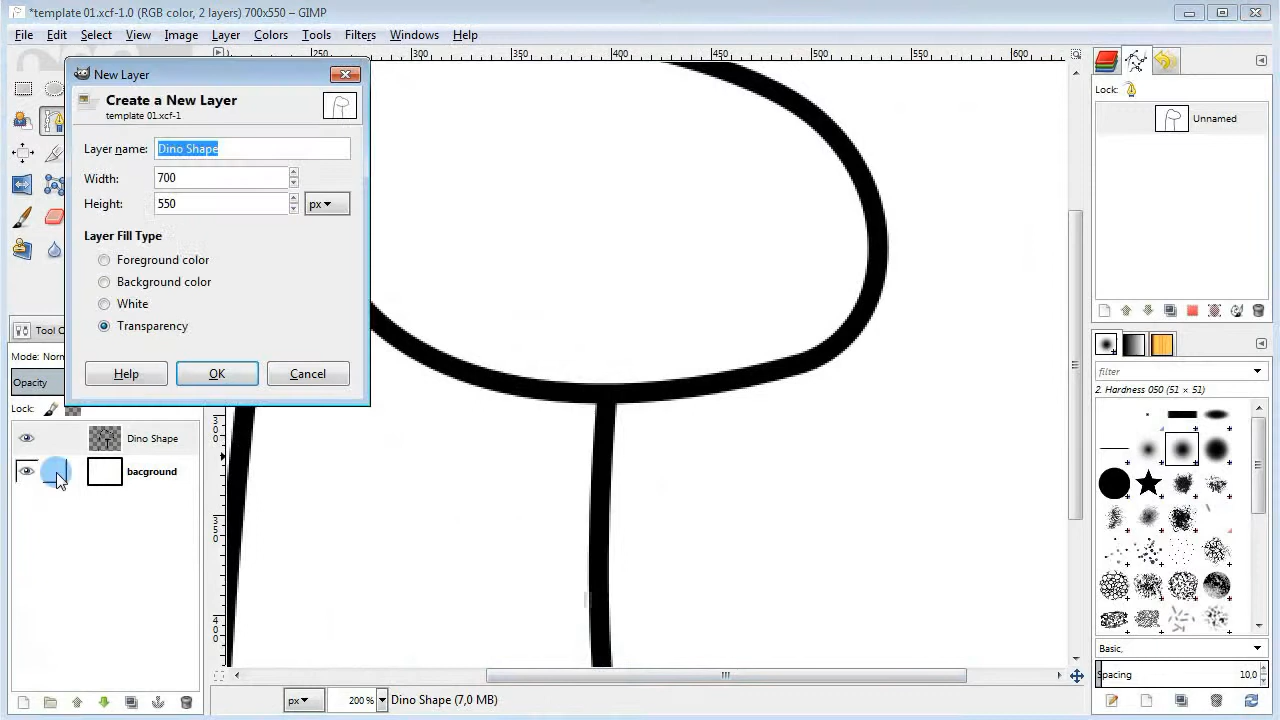 *template 01.xcf-1.0 (RGB color, 2 layers) 700x550 – GIMP
File Edit Select View Image Layer Colors Tools Filters Windows Help
New Layer
Create a New Layer
template 01.xcf-1
Layer name: Dino Shape
Width: 700
Height: 550 px
Layer Fill Type
Foreground color
Background color
White
Transparency
Help OK Cancel
250 300 350 400 450 500 550 600
Tool O
Mode: Norm
Opacity
Lock:
Dino Shape
bacground
350
400
px 200 % Dino Shape (7,0 MB)
Lock:
Unnamed
filter
2. Hardness 050 (51 × 51)
Basic,
Spacing 10,0